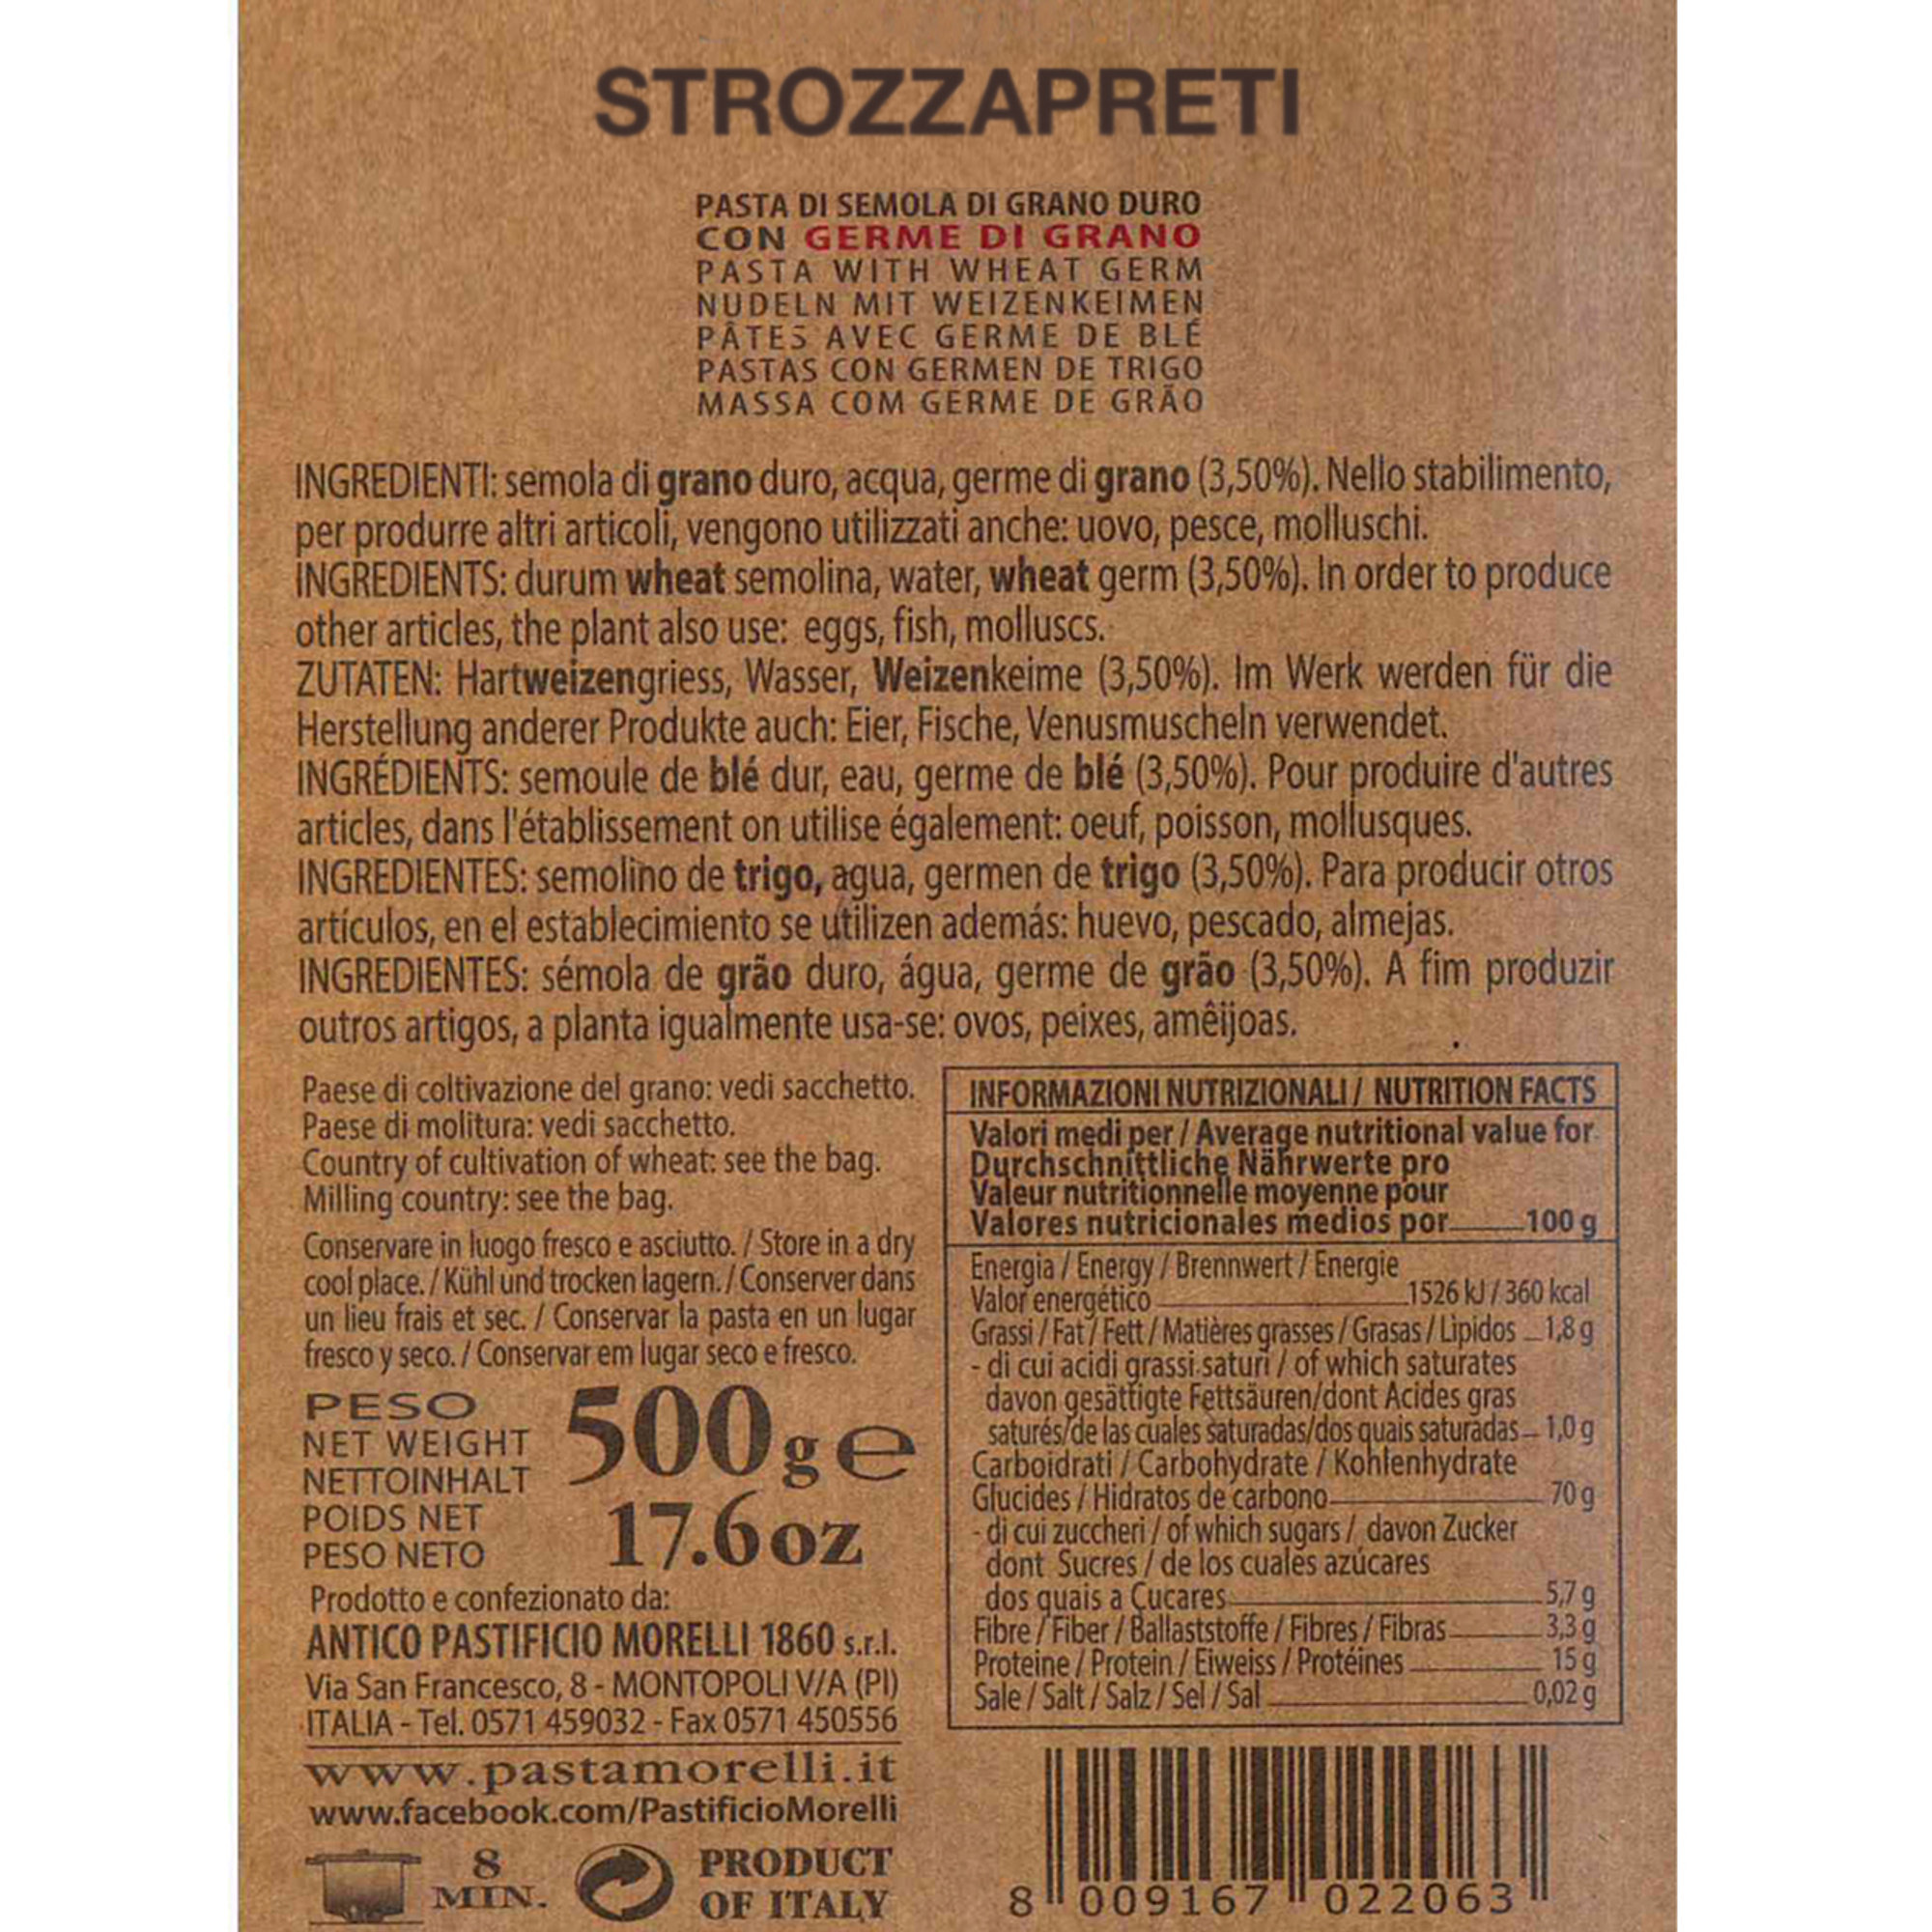 STROZZAPRETI
PASTA DI SEMOLA DI GRANO DURO
CON GERME DI GRANO
PASTA WITH WHEAT GERM
NUDELN MIT WEIZENKEIMEN
PÂTES AVEC GERME DE BLÉ
PASTAS CON GERMEN DE TRIGO
MASSA COM GERME DE GRÃO
INGREDIENTI: semola di grano duro, acqua, germe di grano (3,50%). Nello stabilimento,
per produrre altri articoli, vengono utilizzati anche: uovo, pesce, molluschi.
INGREDIENTS: durum wheat semolina, water, wheat germ (3,50%). In order to produce
other articles, the plant also use: eggs, fish, molluscs.
ZUTATEN: Hartweizengriess, Wasser, Weizenkeime (3,50%). Im Werk werden für die
Herstellung anderer Produkte auch: Eier, Fische, Venusmuscheln verwendet.
INGRÉDIENTS: semoule de blé dur, eau, germe de blé (3,50%). Pour produire d'autres
articles, dans l'établissement on utilise également: oeuf, poisson, mollusques.
INGREDIENTES: semolino de trigo, agua, germen de trigo (3,50%). Para producir otros
artículos, en el establecimiento se útilizen además: huevo, pescado, almejas.
INGREDIENTES: sémola de grão duro, água, germe de grão (3,50%). A fim produzir
outros artigos, a planta igualmente usa-se: ovos, peixes, amêijoas.
Paese di coltivazione del grano: vedi sacchetto.
Paese di molitura: vedi sacchetto.
Country of cultivation of wheat: see the bag.
Milling country: see the bag.
Conservare in luogo fresco e asciutto. / Store in a dry
cool place. / Kühl und trocken lagern. / Conserver dans
un lieu frais et sec. / Conservar la pasta en un lugar
fresco y seco. / Conservar em lugar seco e fresco.
PESO
NET WEIGHT
NETTOINHALT
POIDS NET
PESO NETO
500g e
17.6oz
Prodotto e confezionato da:
ANTICO PASTIFICIO MORELLI 1860 s.r.l.
Via San Francesco, 8 - MONTOPOLI V/A (PI)
ITALIA - Tel. 0571 459032 - Fax 0571 450556
www.pastamorelli.it
www.facebook.com/PastificioMorelli
8
MIN.
PRODUCT
OF ITALY
INFORMAZIONI NUTRIZIONALI / NUTRITION FACTS
Valori medi per / Average nutritional value for
Durchschnittliche Nährwerte pro
Valeur nutritionnelle moyenne pour
Valores nutricionales medios por 100 g
Energia / Energy / Brennwert / Energie
Valor energético 1526 kJ / 360 kcal
Grassi / Fat / Fett / Matières grasses / Grasas / Lipidos 1,8 g
- di cui acidi grassi saturi / of which saturates
davon gesättigte Fettsäuren/dont Acides gras
saturés/de las cuales saturadas/dos quais saturadas 1,0 g
Carboidrati / Carbohydrate / Kohlenhydrate
Glucides / Hidratos de carbono 70 g
- di cui zuccheri / of which sugars / davon Zucker
dont Sucres / de los cuales azúcares
dos quais a Çucares 5,7 g
Fibre / Fiber / Ballaststoffe / Fibres / Fibras 3,3 g
Proteine / Protein / Eiweiss / Protéines 15 g
Sale / Salt / Salz / Sel / Sal 0,02 g
8 009167 022063